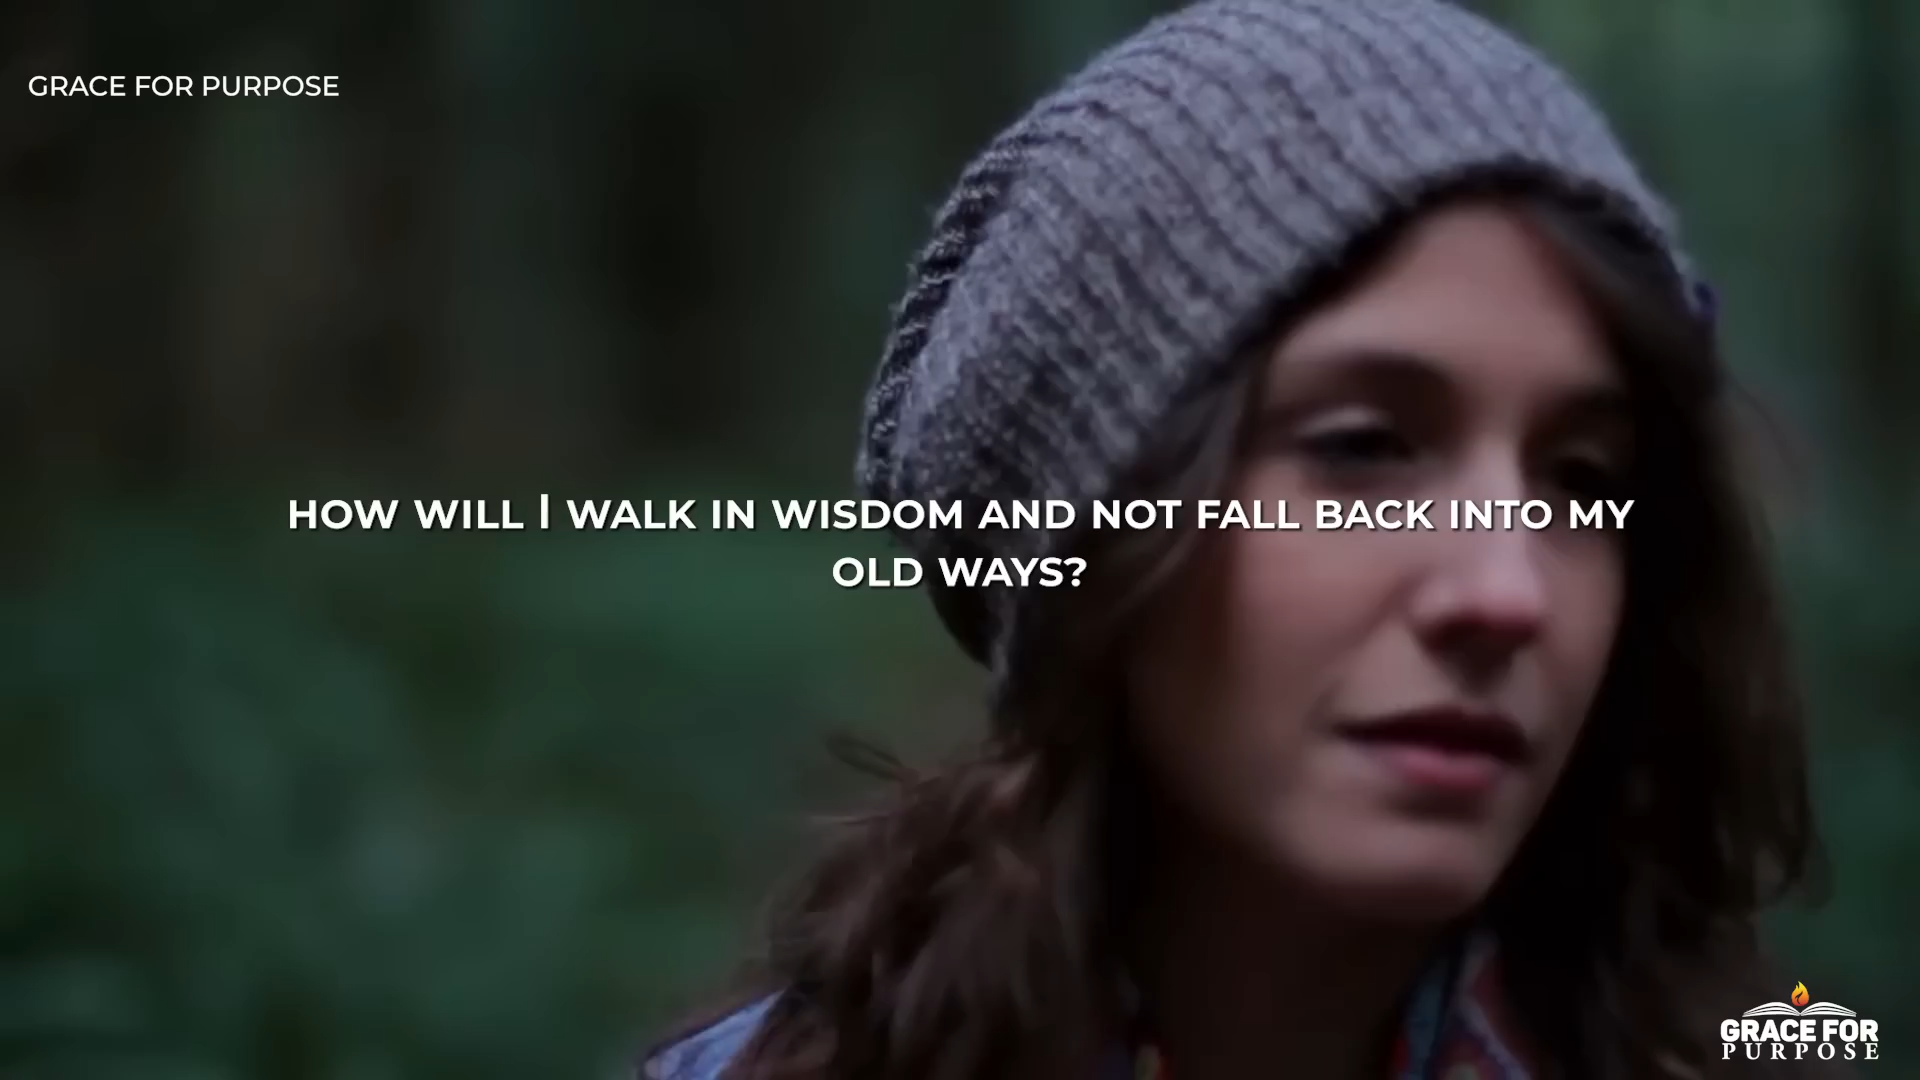 GRACE FOR PURPOSE
HOW WILL I WALK IN WISDOM AND NOT FALL BACK INTO MY
OLD WAYS?
GRACE FOR
PURPOSE